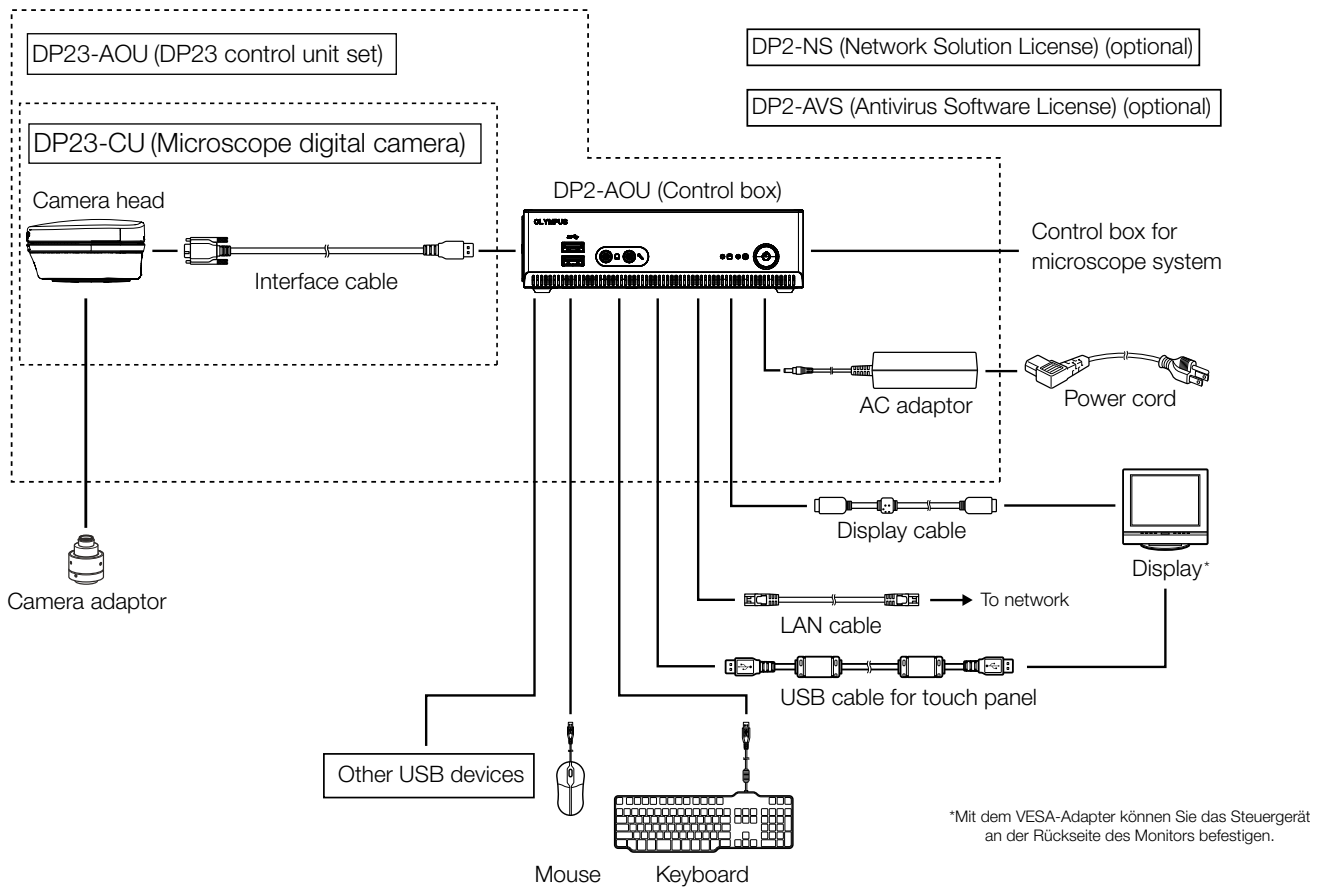 DP23-AOU (DP23 control unit set)
DP2-NS (Network Solution License) (optional)
DP2-AVS (Antivirus Software License) (optional)
DP23-CU (Microscope digital camera)
Camera head
Interface cable
DP2-AOU (Control box)
OLYMPUS
Control box for
microscope system
AC adaptor
Power cord
Display cable
Display*
Camera adaptor
To network
LAN cable
USB cable for touch panel
Other USB devices
Mouse
Keyboard
*Mit dem VESA-Adapter können Sie das Steuergerät
an der Rückseite des Monitors befestigen.